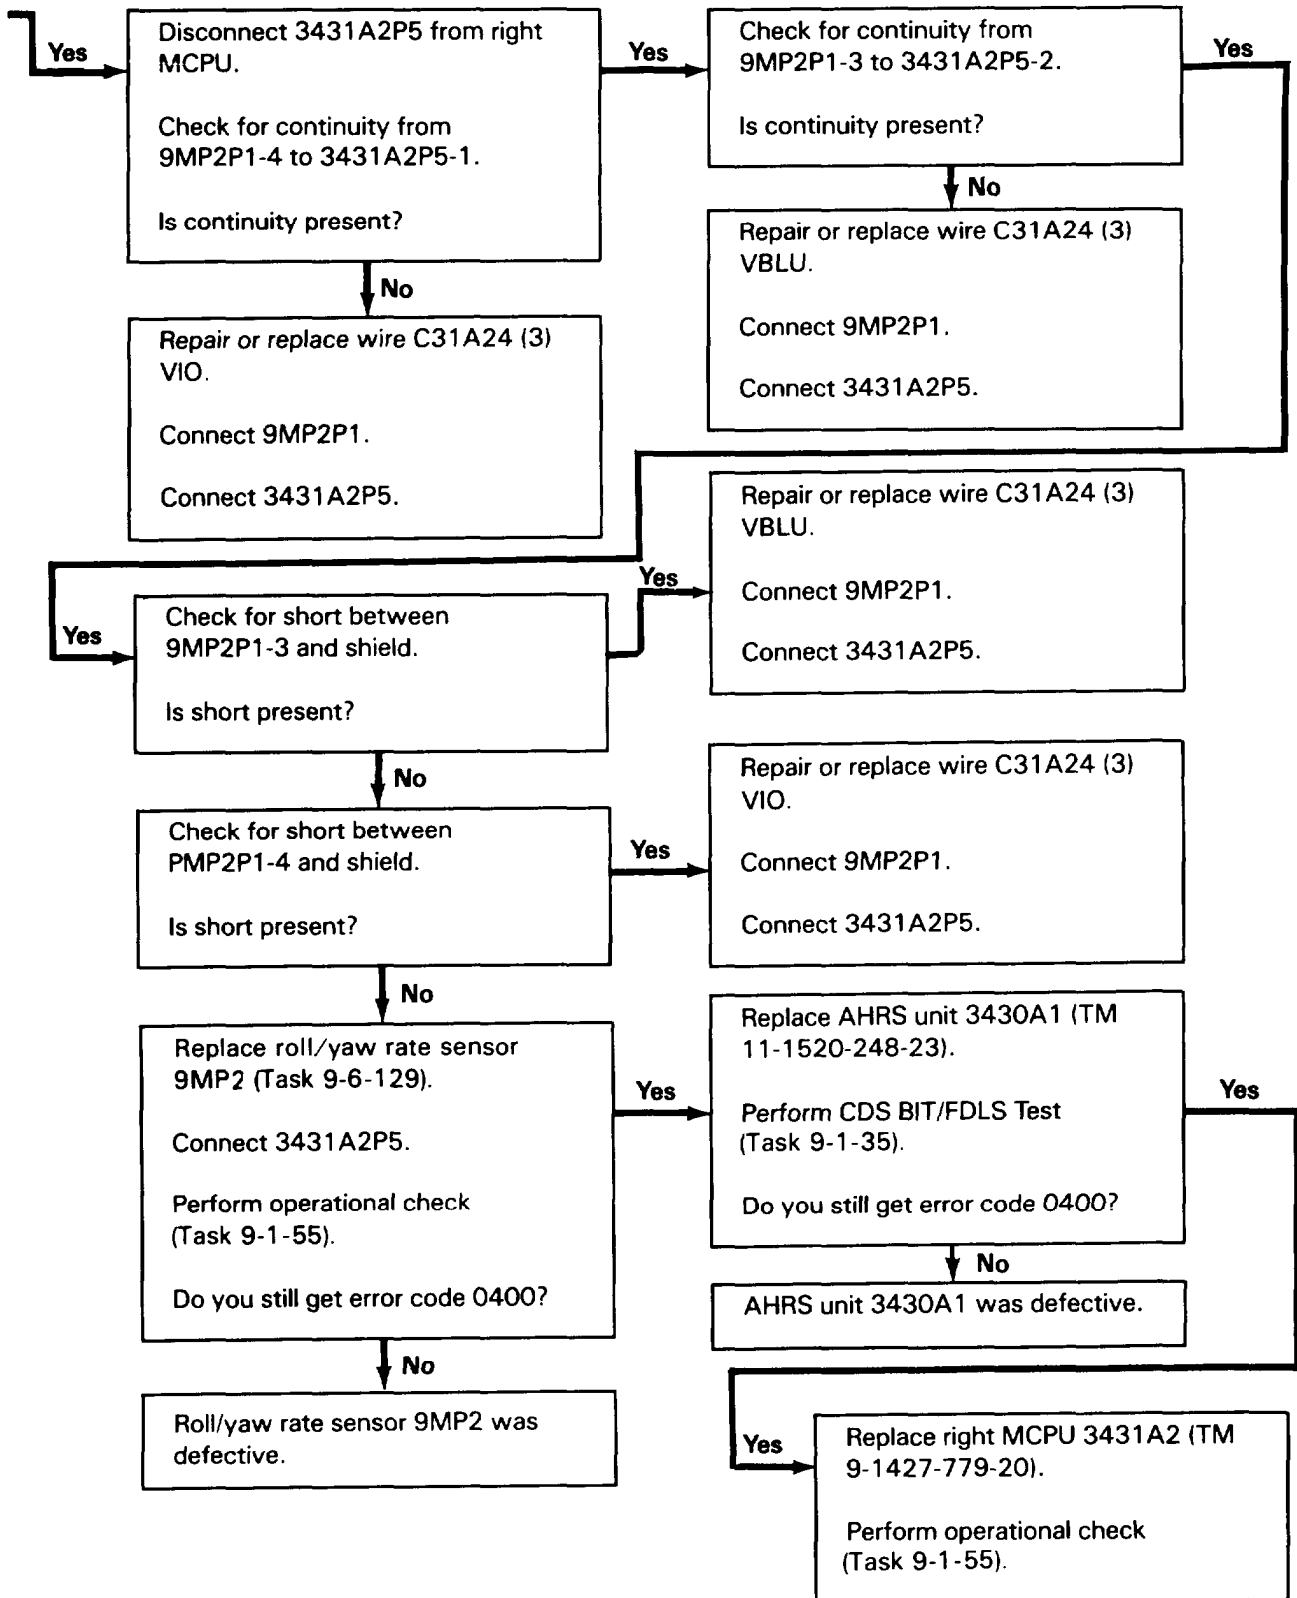 Yes
Disconnect 3431A2P5 from right
MCPU.
Check for continuity from
9MP2P1-4 to 3431A2P5-1.
Is continuity present?
Yes
Check for continuity from
9MP2P1-3 to 3431A2P5-2.
Is continuity present?
Yes
No
Repair or replace wire C31A24 (3)
VBLU.
Connect 9MP2P1.
Connect 3431A2P5.
No
Repair or replace wire C31A24 (3)
VIO.
Connect 9MP2P1.
Connect 3431A2P5.
Yes
Check for short between
9MP2P1-3 and shield.
Is short present?
Yes
Repair or replace wire C31A24 (3)
VBLU.
Connect 9MP2P1.
Connect 3431A2P5.
No
Check for short between
PMP2P1-4 and shield.
Is short present?
Yes
Repair or replace wire C31A24 (3)
VIO.
Connect 9MP2P1.
Connect 3431A2P5.
No
Replace roll/yaw rate sensor
9MP2 (Task 9-6-129).
Connect 3431A2P5.
Perform operational check
(Task 9-1-55).
Do you still get error code 0400?
Yes
Replace AHRS unit 3430A1 (TM
11-1520-248-23).
Perform CDS BIT/FDLS Test
(Task 9-1-35).
Do you still get error code 0400?
Yes
No
AHRS unit 3430A1 was defective.
No
Roll/yaw rate sensor 9MP2 was
defective.
Yes
Replace right MCPU 3431A2 (TM
9-1427-779-20).
Perform operational check
(Task 9-1-55).